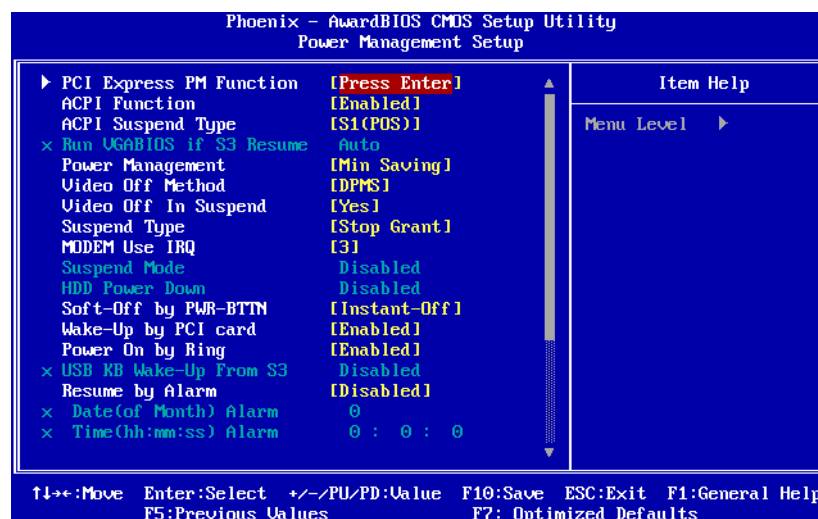 Phoenix - AwardBIOS CMOS Setup Utility
Power Management Setup
PCI Express PM Function [Press Enter]
ACPI Function [Enabled]
ACPI Suspend Type [S1(POS)]
x Run VGABIOS if S3 Resume Auto
Power Management [Min Saving]
Video Off Method [DPMS]
Video Off In Suspend [Yes]
Suspend Type [Stop Grant]
MODEM Use IRQ [3]
Suspend Mode Disabled
HDD Power Down Disabled
Soft-Off by PWR-BTTN [Instant-Off]
Wake-Up by PCI card [Enabled]
Power On by Ring [Enabled]
x USB KB Wake-Up From S3 Disabled
Resume by Alarm [Disabled]
x Date(of Month) Alarm 0
x Time(hh:mm:ss) Alarm 0 : 0 : 0
Item Help
Menu Level
↑↓→←:Move Enter:Select +/-/PU/PD:Value F10:Save ESC:Exit F1:General Help
F5:Previous Values F7: Optimized Defaults